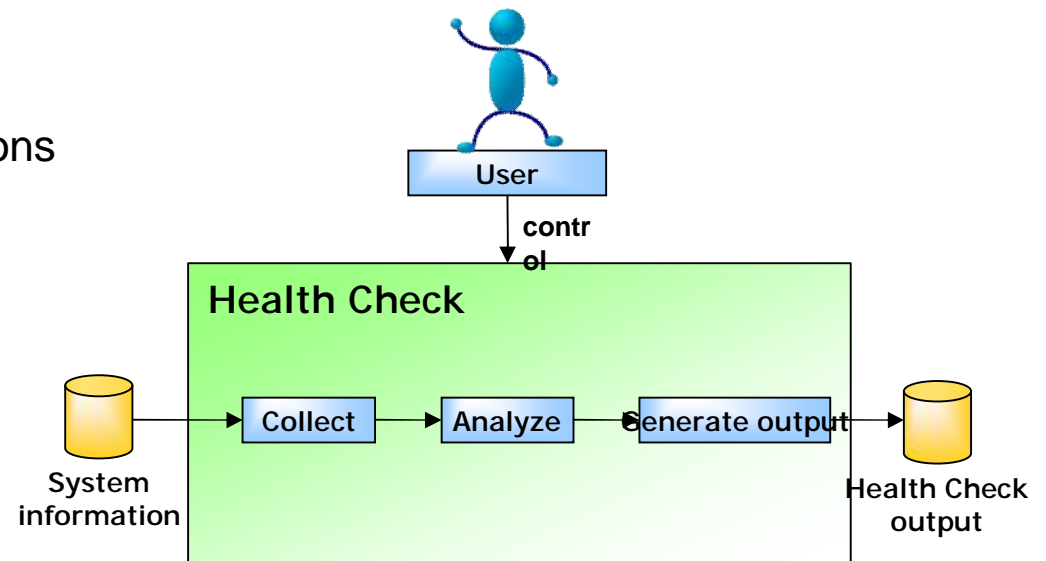 ons
User
contr
ol
Health Check
Collect
Analyze
Generate output
System
information
Health Check
output